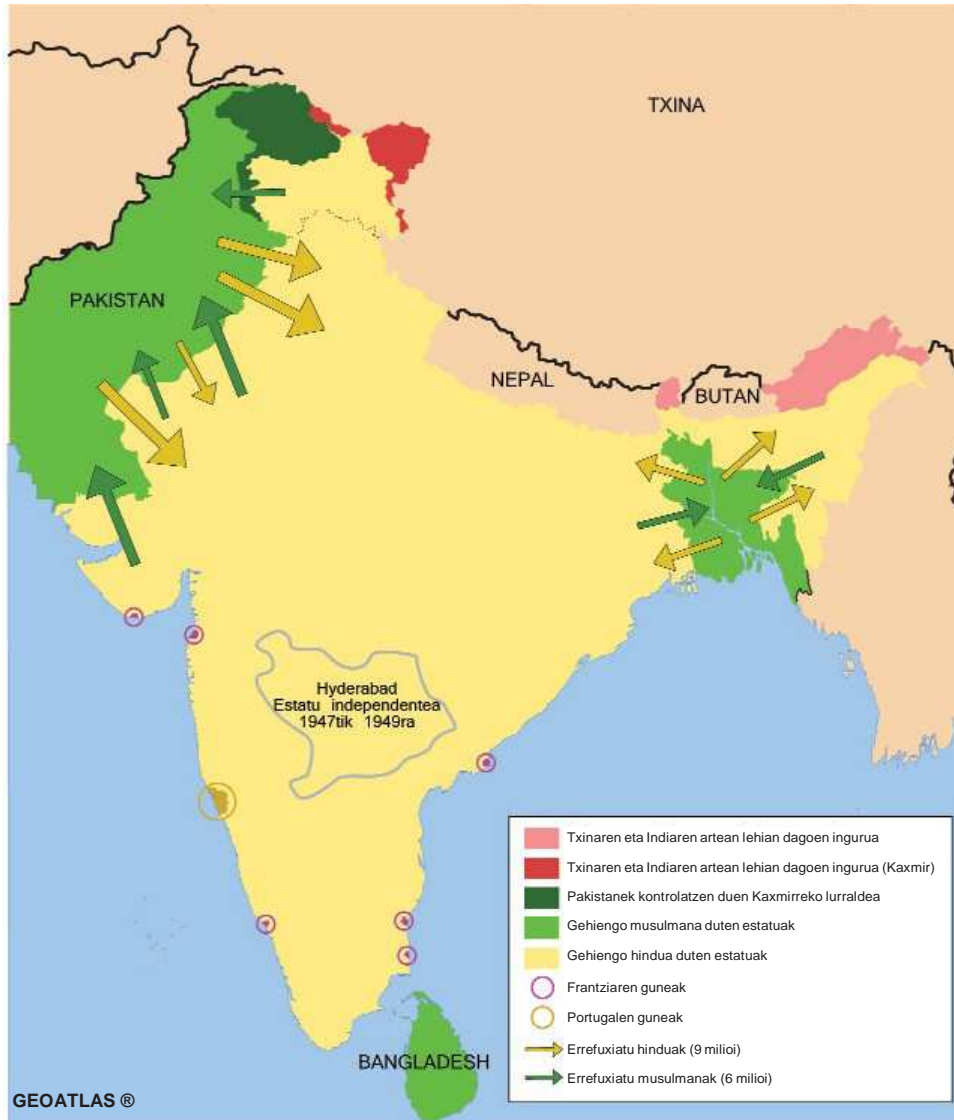 TXINA
PAKISTAN
NEPAL
BUTAN
Hyderabad
Estatu independentea
1947tik 1949ra
BANGLADESH
Txinaren eta Indiaren artean lehian dagoen ingurua
Txinaren eta Indiaren artean lehian dagoen ingurua (Kaxmir)
Pakistanek kontrolatzen duen Kaxmirreko lurraldea
Gehiengo musulmana duten estatuak
Gehiengo hindua duten estatuak
Frantziaren guneak
Portugalen guneak
Errefuxiatu hinduak (9 milioi)
Errefuxiatu musulmanak (6 milioi)
GEOATLAS ®